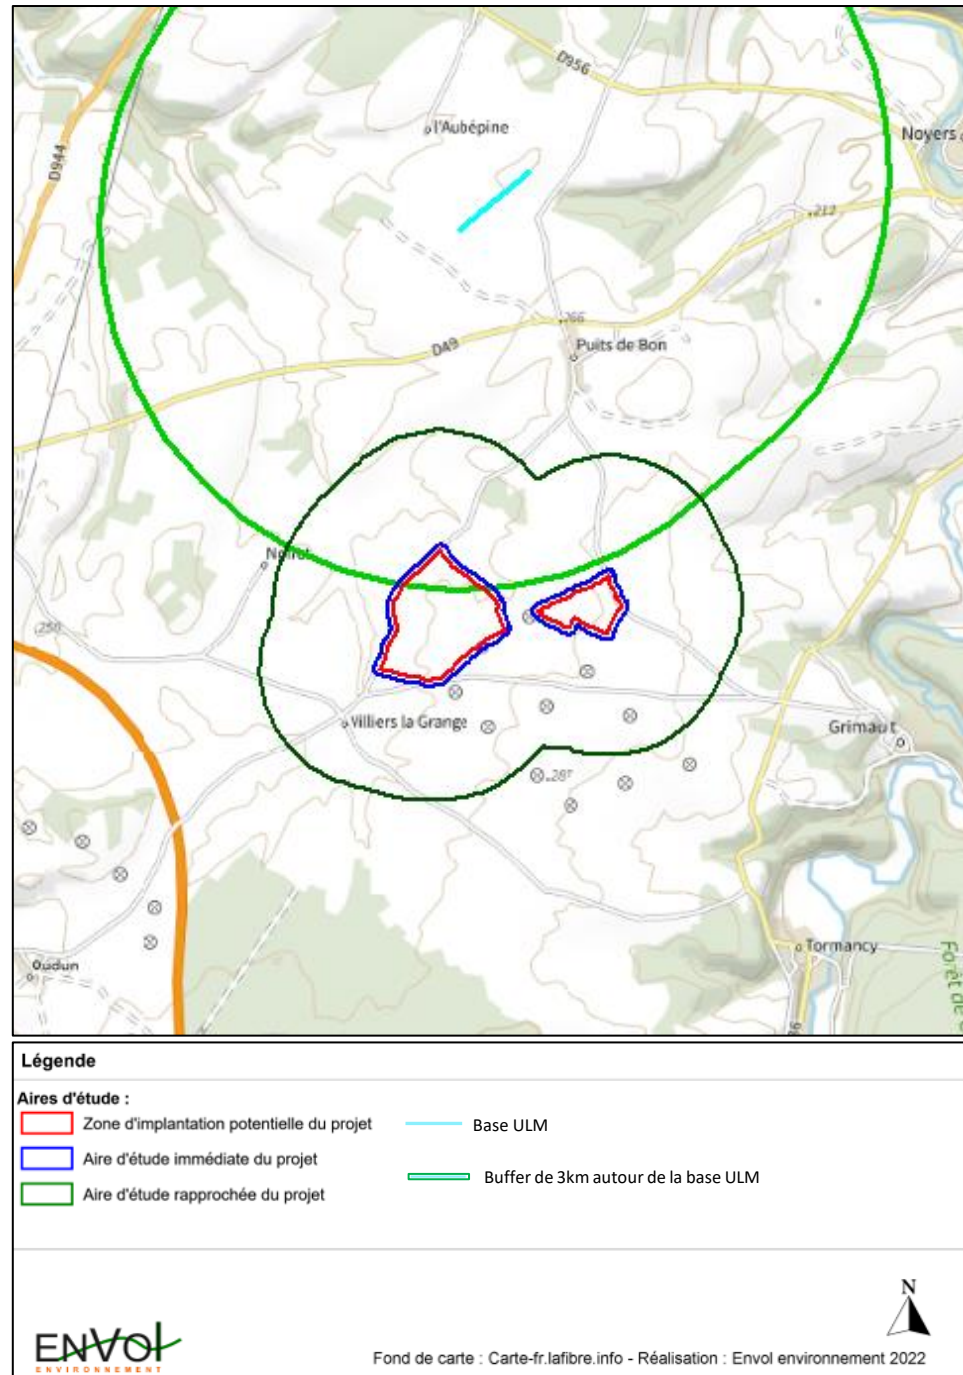 D956
l'Aubépine
Noyers
D944
212
266
Puits de Bon
D49
250
Villiers la Grange
Grimaut
Oudun
Tormancy
Forêt de
Légende
Aires d'étude :
Zone d'implantation potentielle du projet
Base ULM
Aire d'étude immédiate du projet
Buffer de 3km autour de la base ULM
Aire d'étude rapprochée du projet
N
ENVOl
ENVIRONNEMENT
Fond de carte : Carte-fr.lafibre.info - Réalisation : Envol environnement 2022